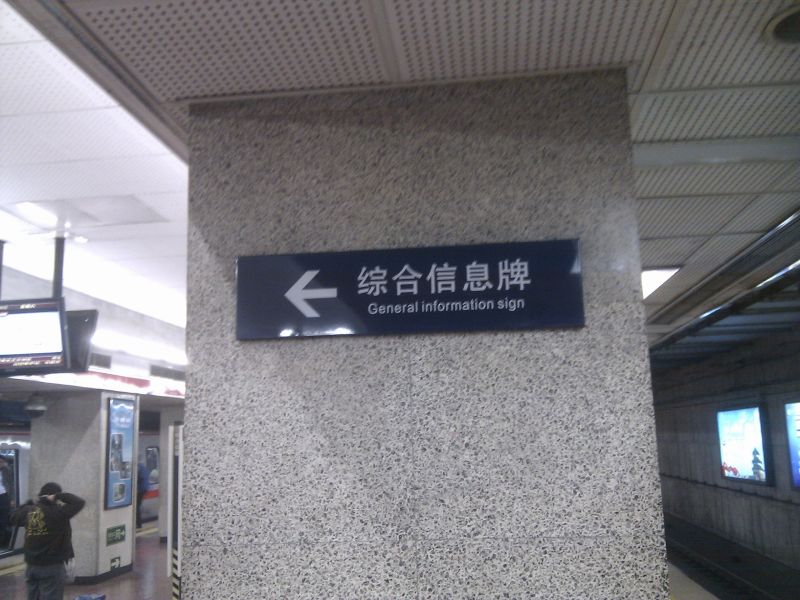 综合信息牌
General information sign